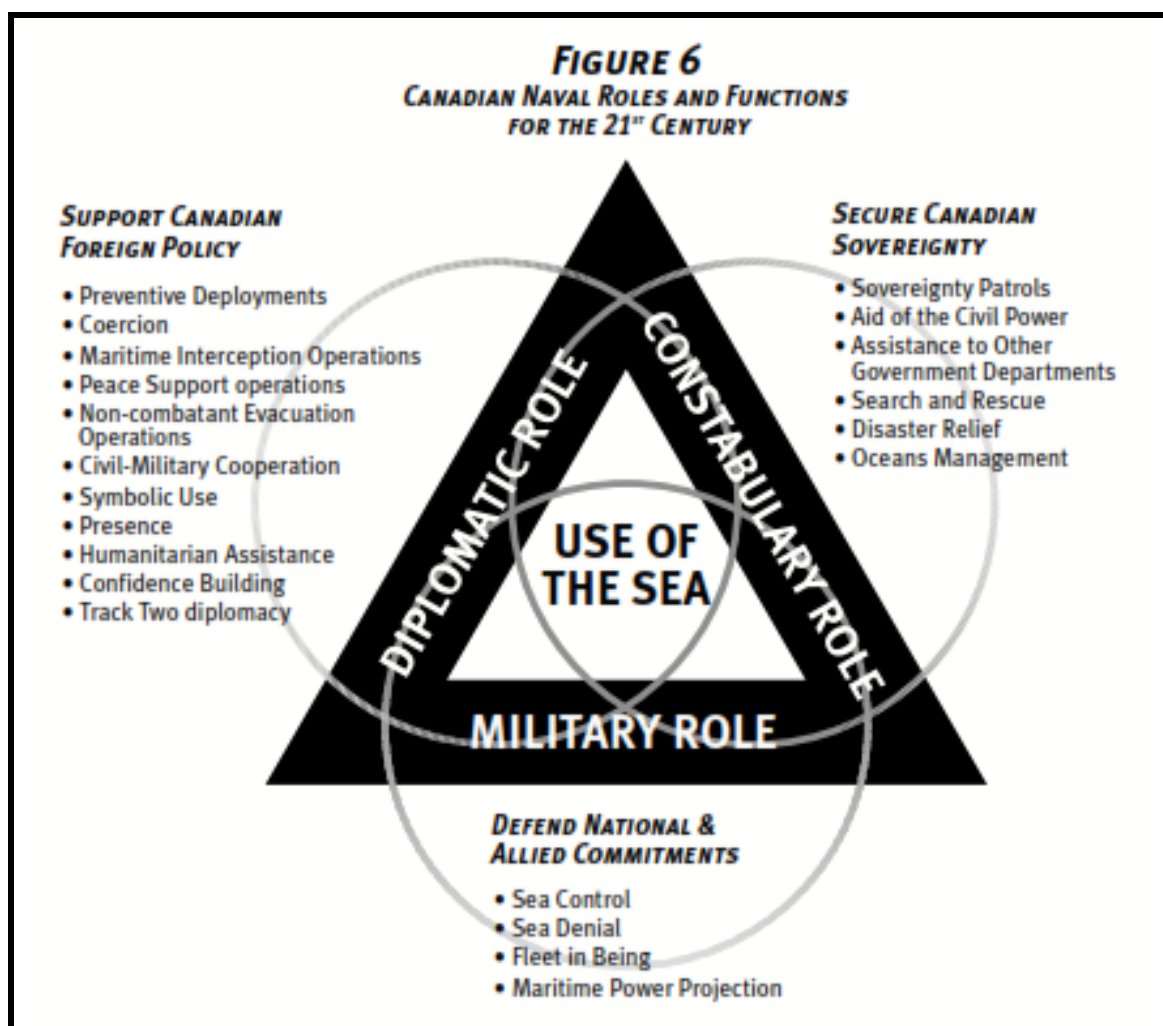 FIGURE 6
CANADIAN NAVAL ROLES AND FUNCTIONS
FOR THE 21ST CENTURY
SUPPORT CANADIAN
FOREIGN POLICY
• Preventive Deployments
• Coercion
• Maritime Interception Operations
• Peace Support operations
• Non-combatant Evacuation
Operations
• Civil-Military Cooperation
• Symbolic Use
• Presence
• Humanitarian Assistance
• Confidence Building
• Track Two diplomacy
SECURE CANADIAN
SOVEREIGNTY
• Sovereignty Patrols
• Aid of the Civil Power
• Assistance to Other
Government Departments
• Search and Rescue
• Disaster Relief
• Oceans Management
DIPLOMATIC ROLE
CONSTABULARY ROLE
USE OF
THE SEA
MILITARY ROLE
DEFEND NATIONAL &
ALLIED COMMITMENTS
• Sea Control
• Sea Denial
• Fleet in Being
• Maritime Power Projection